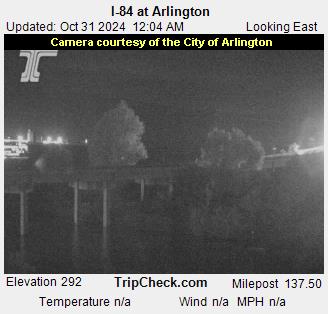 I-84 at Arlington
Updated: Oct 31 2024 12:04 AM Looking East
Camera courtesy of the City of Arlington
Elevation 292 TripCheck.com Milepost 137.50
Temperature n/a Wind n/a MPH n/a